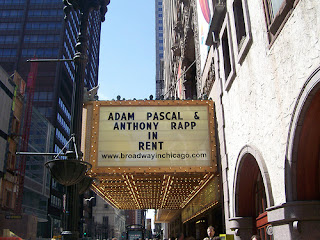 ADAM PASCAL &
ANTHONY RAPP
IN
RENT
www.broadwayinchicago.com